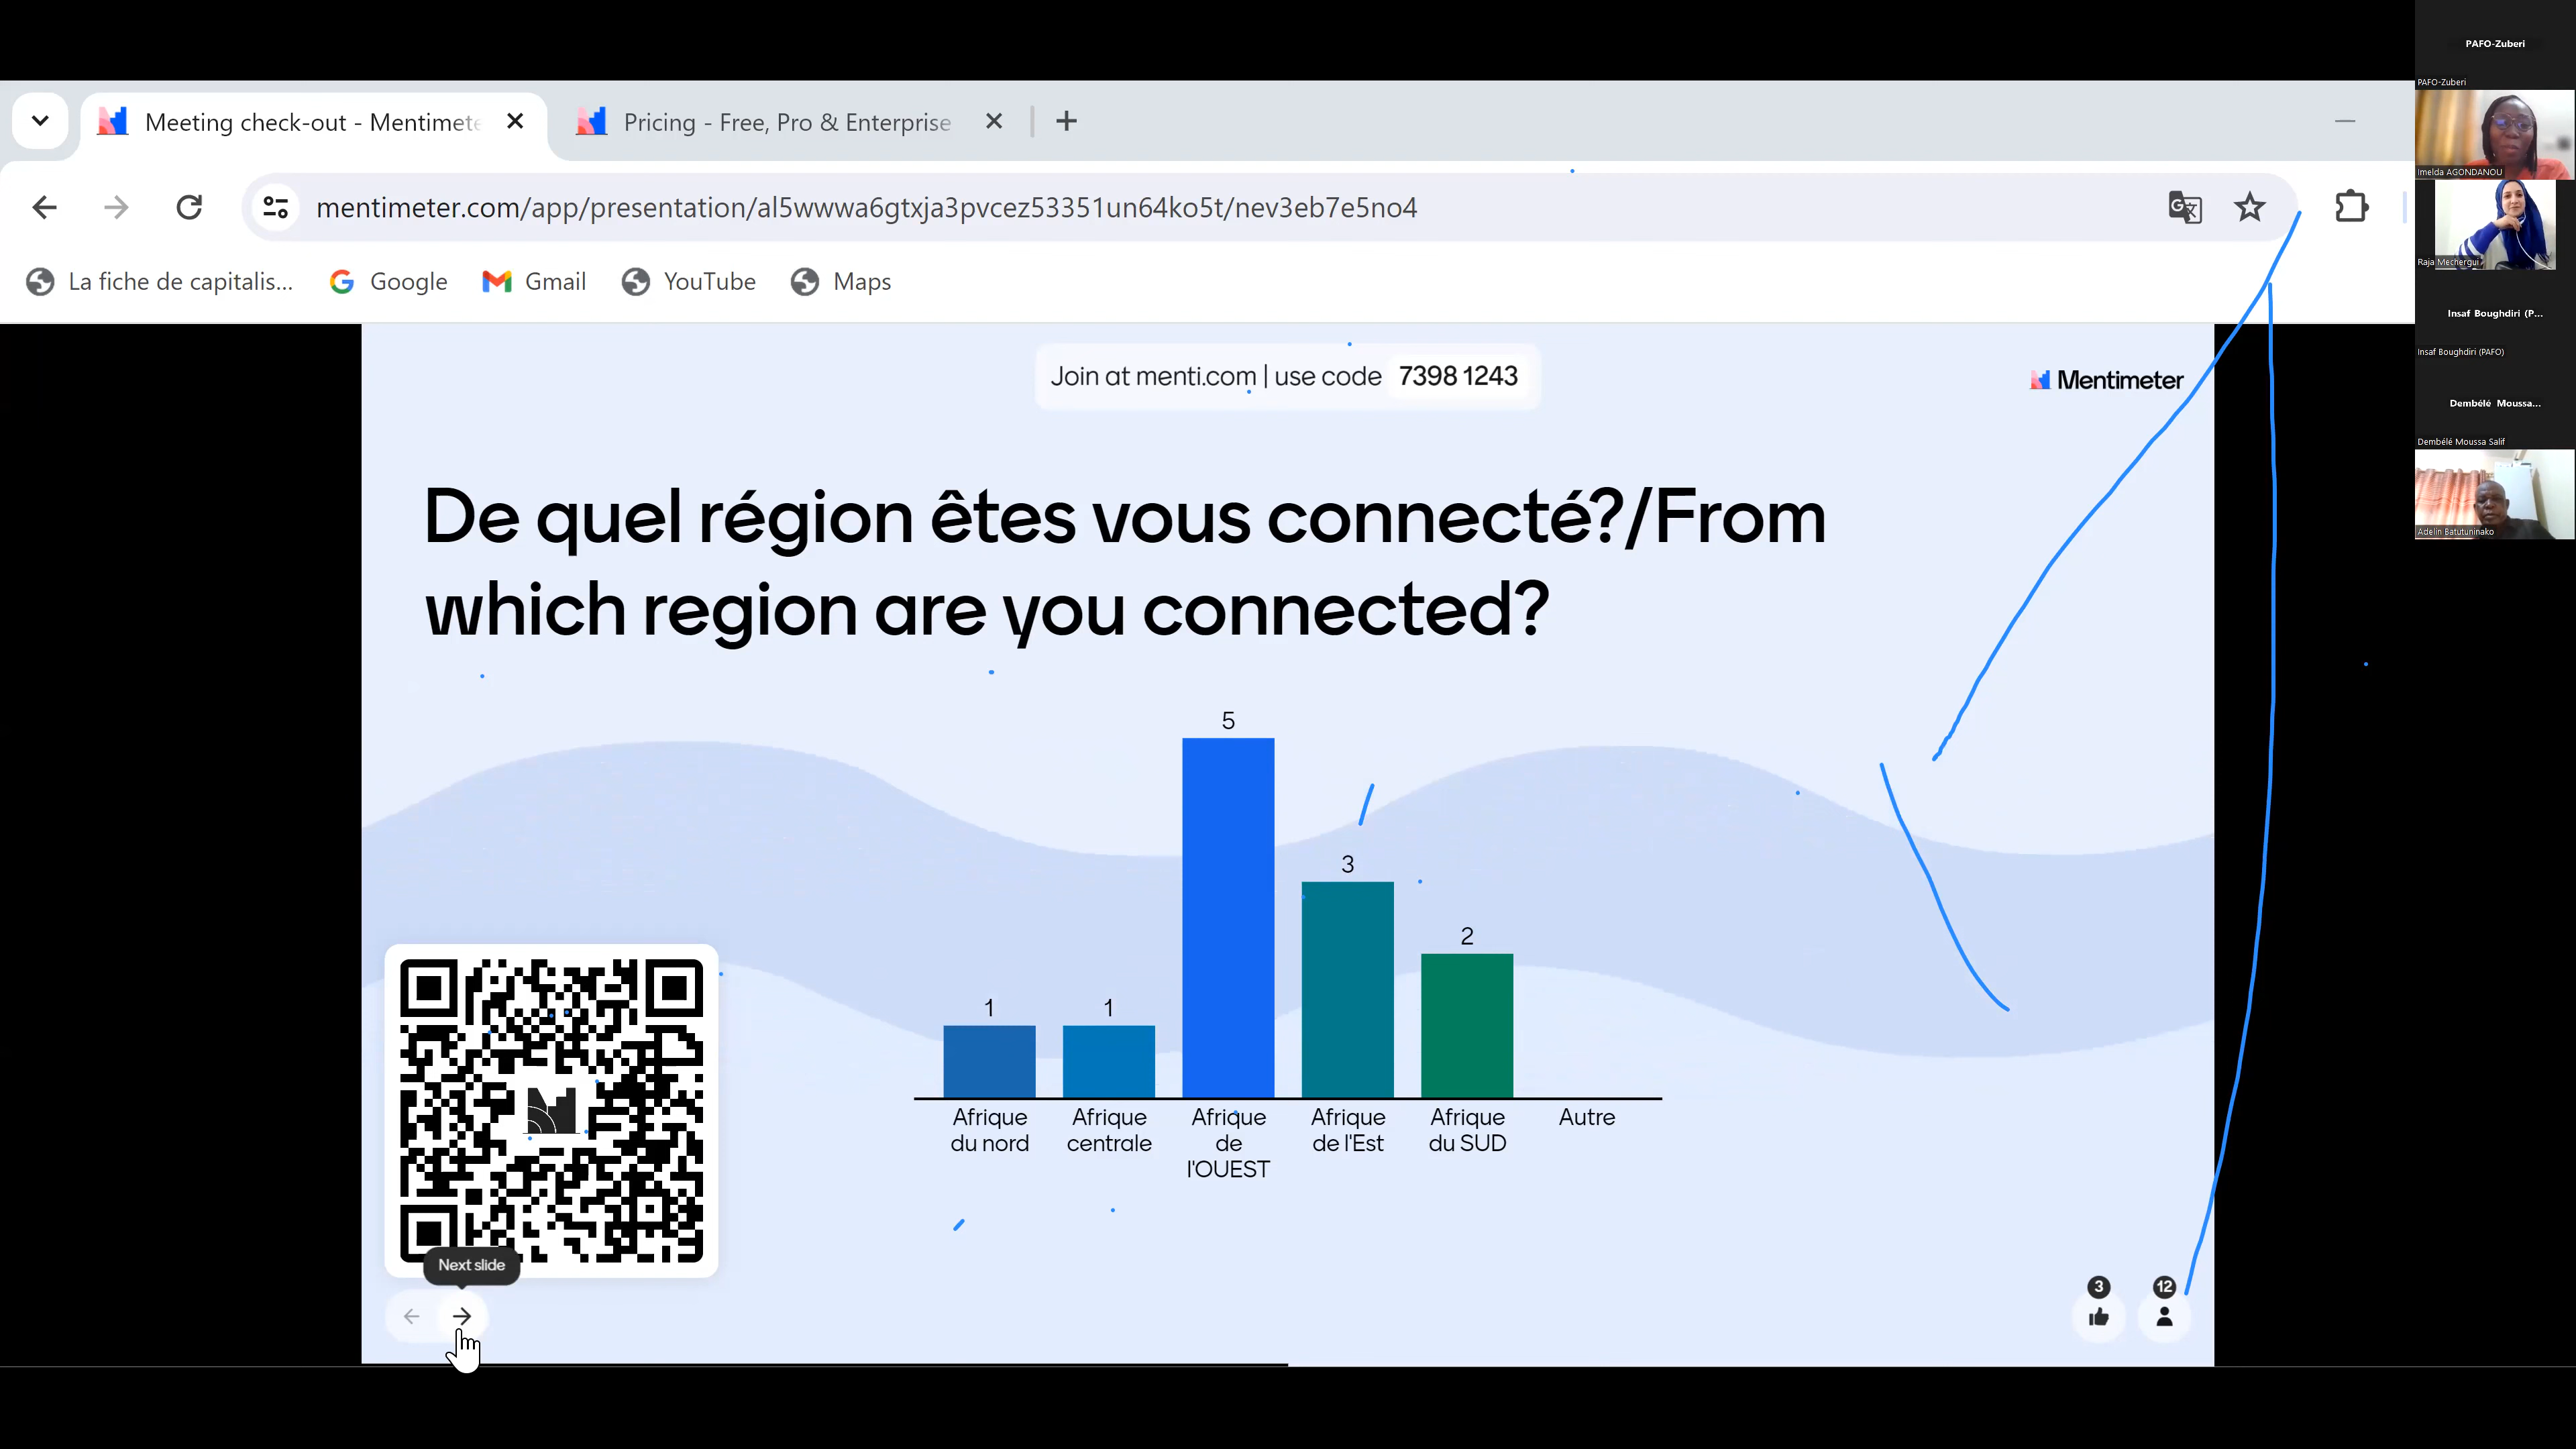 Meeting check-out - Mentimete
Pricing - Free, Pro & Enterprise
mentimeter.com/app/presentation/al5wwwa6gtxja3pvcez53351un64ko5t/nev3eb7e5no4
La fiche de capitalis...
Google
Gmail
YouTube
Maps
Join at menti.com | use code 7398 1243
Mentimeter
De quel région êtes vous connecté?/From
which region are you connected?
5
3
2
1
1
Afrique
du nord
Afrique
centrale
Afrique
de
l'OUEST
Afrique
de l'Est
Afrique
du SUD
Autre
Next slide
3
12
PAFO-Zuberi
PAFO-Zuberi
Imelda AGONDANOU
Raja Mechergui
Insaf Boughdiri (P...
Insaf Boughdiri (PAFO)
Dembélé Moussa...
Dembélé Moussa Salif
Adelin Batutuninako